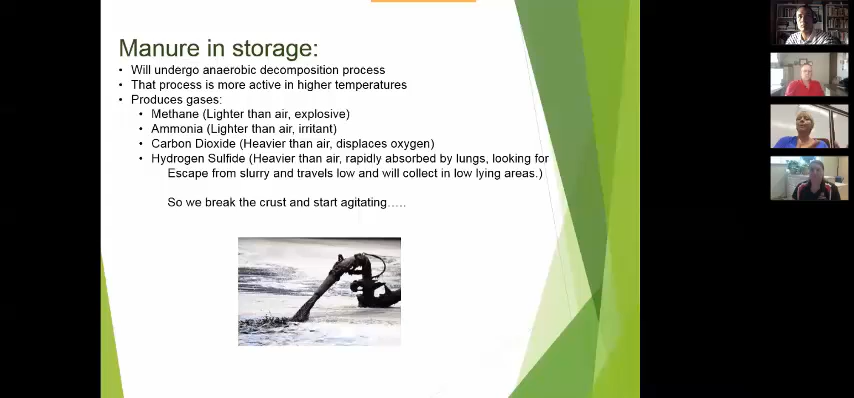 Manure in storage:
• Will undergo anaerobic decomposition process
• That process is more active in higher temperatures
• Produces gases:
• Methane (Lighter than air, explosive)
• Ammonia (Lighter than air, irritant)
• Carbon Dioxide (Heavier than air, displaces oxygen)
• Hydrogen Sulfide (Heavier than air, rapidly absorbed by lungs, looking for
Escape from slurry and travels low and will collect in low lying areas.)
So we break the crust and start agitating.....